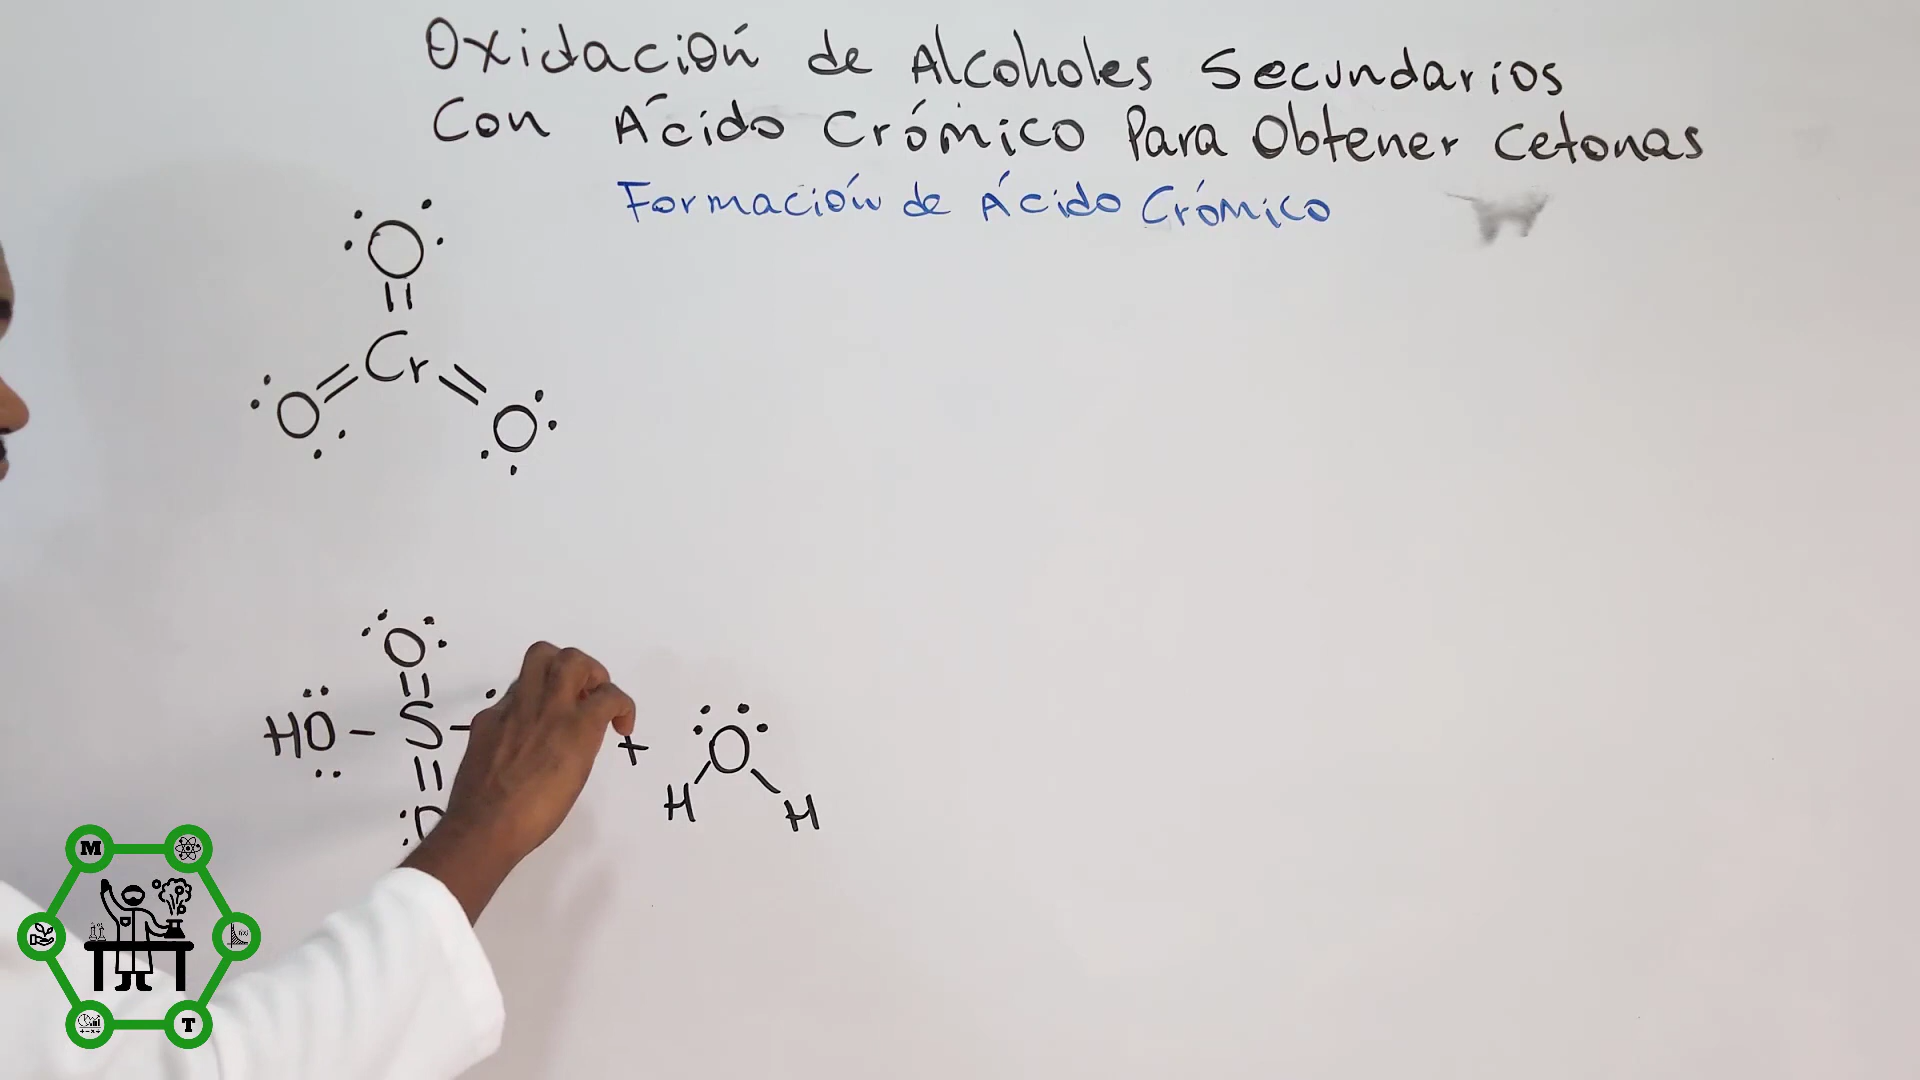 Oxidación de Alcoholes Secundarios
Con Ácido Crómico Para Obtener Cetonas
Formación de Ácido Crómico
O
Cr
O O
O
HO - S - + O
H H
M
T